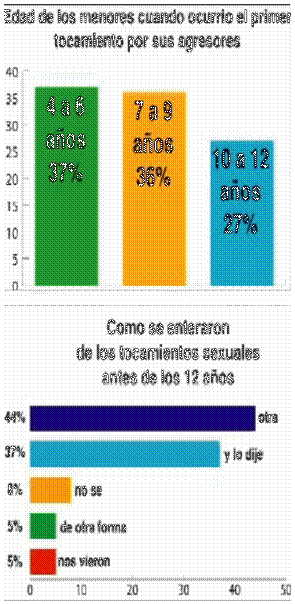 Edad de los menores cuando ocurrio el primer
tocamiento por sus agresores
40
35
30
25
20
15
10
5
0
4 a 6
años
37%
7 a 9
años
36%
10 a 12
años
27%
Como se enteraron
de los tocamientos sexuales
antes de los 12 años
44% otra
37% y lo dije
8% no se
5% de otra forma
5% nos vieron
0 10 20 30 40 50